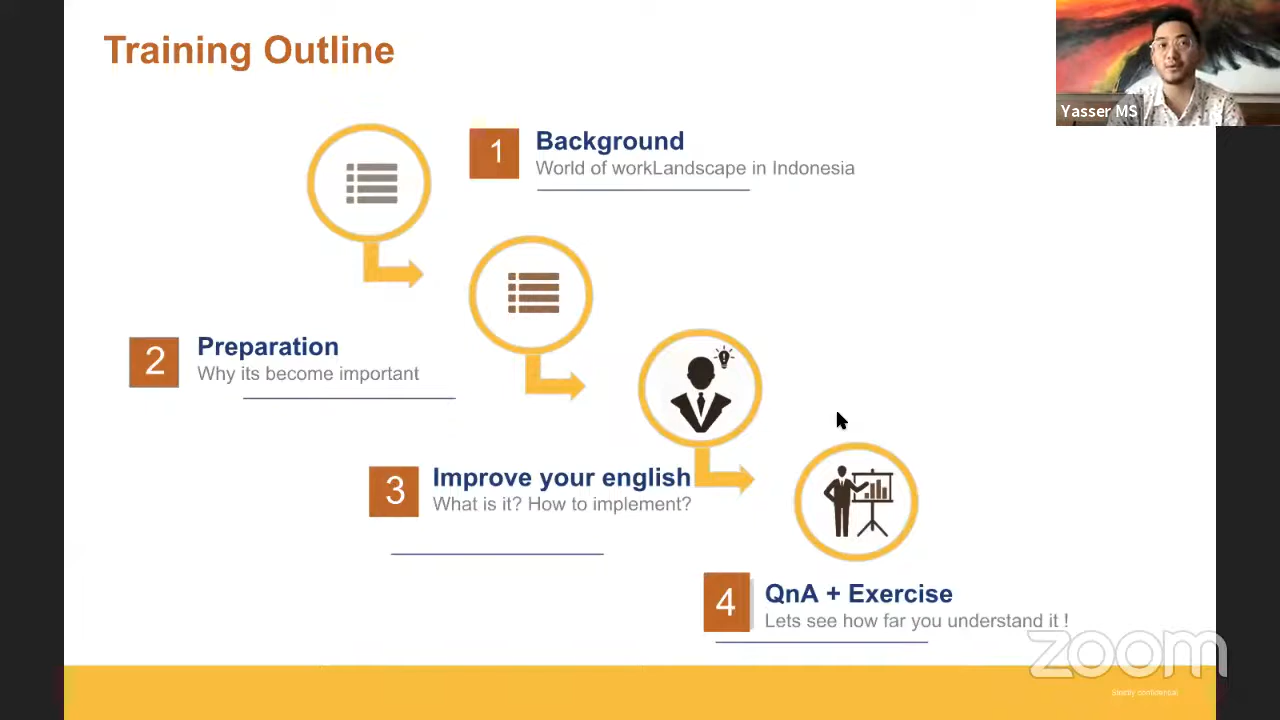 Training Outline
Yasser MS
1
Background
World of workLandscape in Indonesia
2
Preparation
Why its become important
3
Improve your english
What is it? How to implement?
4
QnA + Exercise
Lets see how far you understand it !
zoom
Strictly confidential